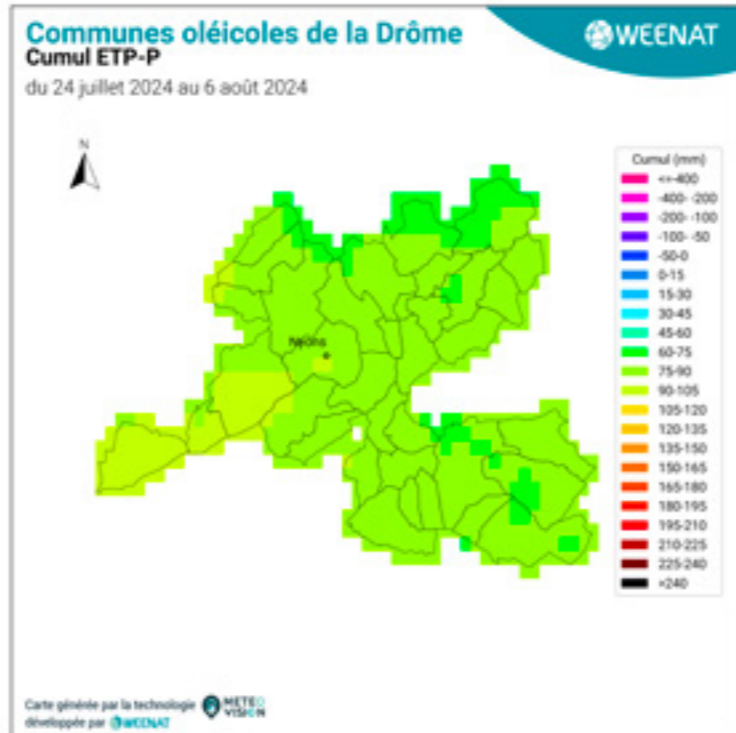 Communes oléicoles de la Drôme
Cumul ETP-P
du 24 juillet 2024 au 6 août 2024
WEENAT
N
Cumul (mm)
<=-400
-400- -200
-200- -100
-100- -50
-50-0
0-15
15-30
30-45
45-60
60-75
75-90
90-105
105-120
120-135
135-150
150-165
165-180
180-195
195-210
210-225
225-240
>240
Nyons
Carte générée par la technologie METEO
VISION
développée par WEENAT